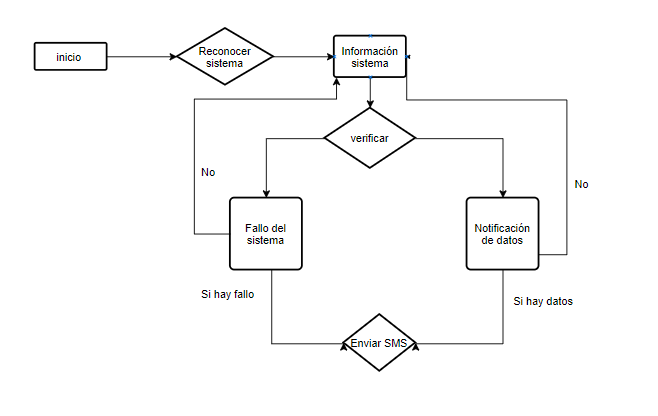 inicio
Reconocer
sistema
Información
sistema
verificar
No
No
Fallo del
sistema
Notificación
de datos
Si hay fallo
Si hay datos
Enviar SMS